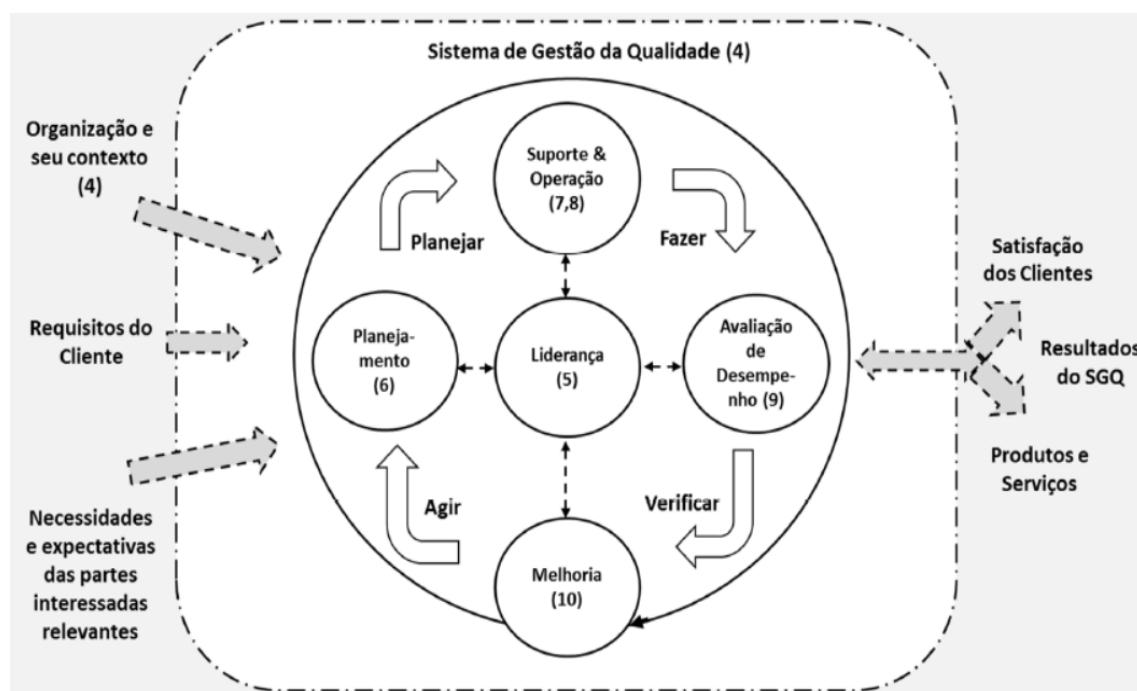 Sistema de Gestão da Qualidade (4)
Organização e
seu contexto
(4)
Requisitos do
Cliente
Necessidades
e expectativas
das partes
interessadas
relevantes
Suporte &
Operação
(7,8)
Planejar
Fazer
Planeja-
mento
(6)
Liderança
(5)
Avaliação
de
Desempe-
nho (9)
Agir
Verificar
Melhoria
(10)
Satisfação
dos Clientes
Resultados
do SGQ
Produtos e
Serviços